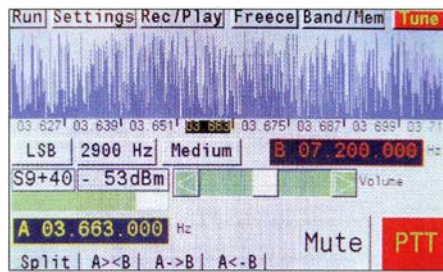 Run Settings Rec/Play Freece Band/Mem Tune
03.627 03.639 03.651 03.663 03.675 03.687 03.699 03.71
LSB 2900 Hz Medium B 07.200.000 Hz
S9+40 - 53dBm Volume
A 03.663.000 Hz
Mute PTT
Split A><B A->B A<-B